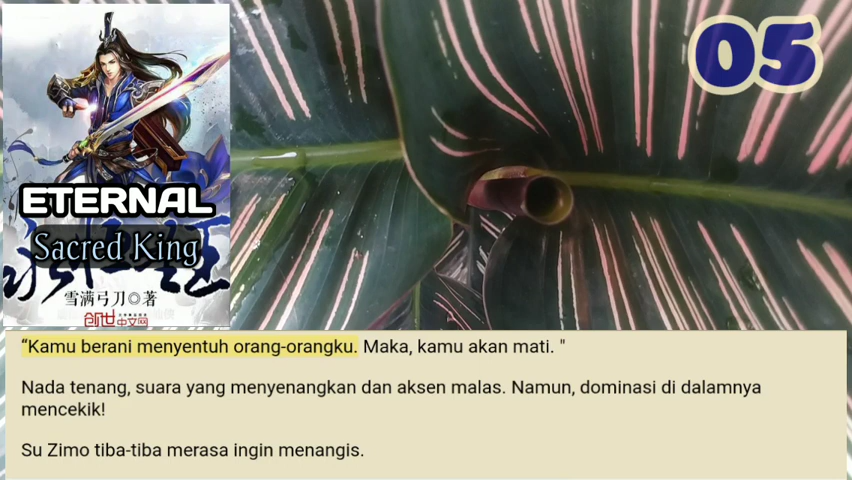 05
ETERNAL
Sacred King
雪满弓刀◎著
创世中文网
“Kamu berani menyentuh orang-orangku. Maka, kamu akan mati. "
Nada tenang, suara yang menyenangkan dan aksen malas. Namun, dominasi di dalamnya
mencekik!
Su Zimo tiba-tiba merasa ingin menangis.